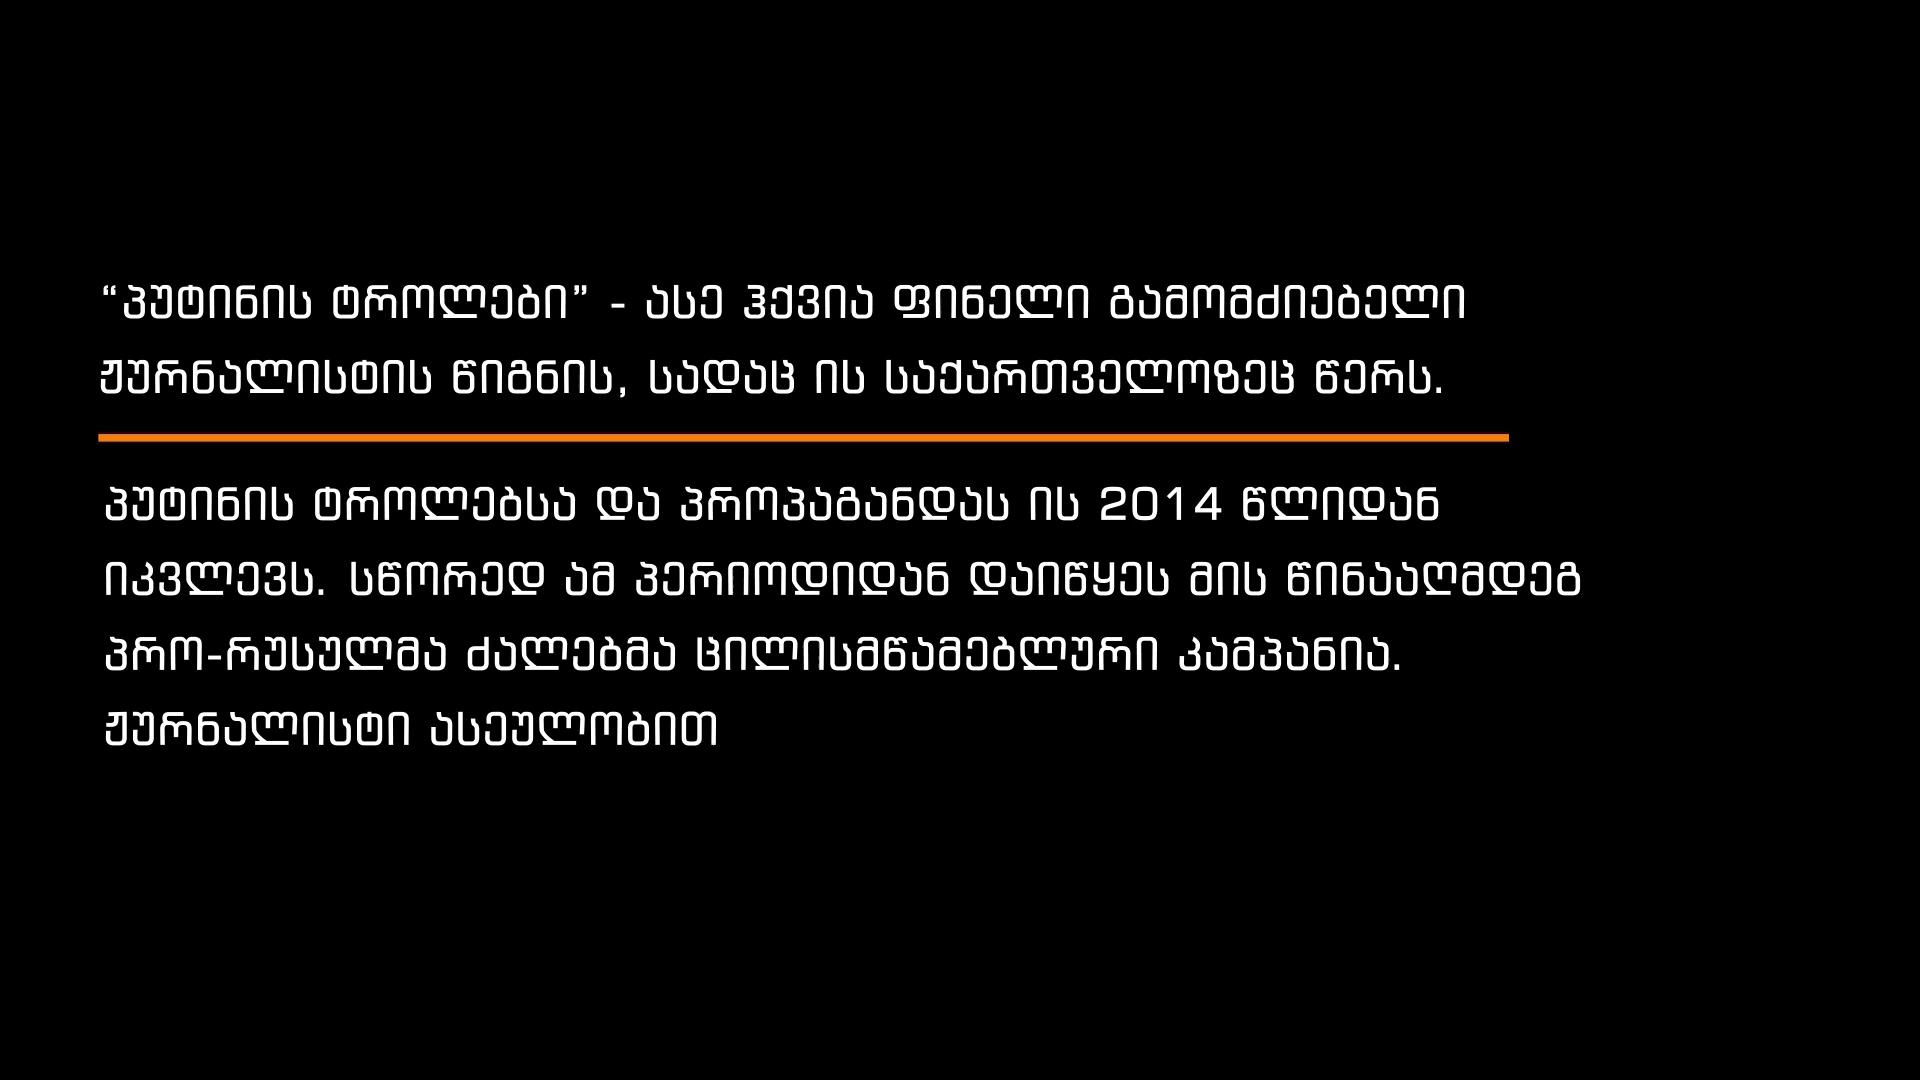 “პუტინის ტროლები” - ასე ჰქვია ფინელი გამომძიებელი
ჟურნალისტის წიგნის, სადაც ის საქართველოზეც წერს.
პუტინის ტროლებსა და პროპაგანდას ის 2014 წლიდან
იკვლევს. სწორედ ამ პერიოდიდან დაიწყეს მის წინააღმდეგ
პრო-რუსულმა ძალებმა ცილისმწამებლური კამპანია.
ჟურნალისტი ასეულობით